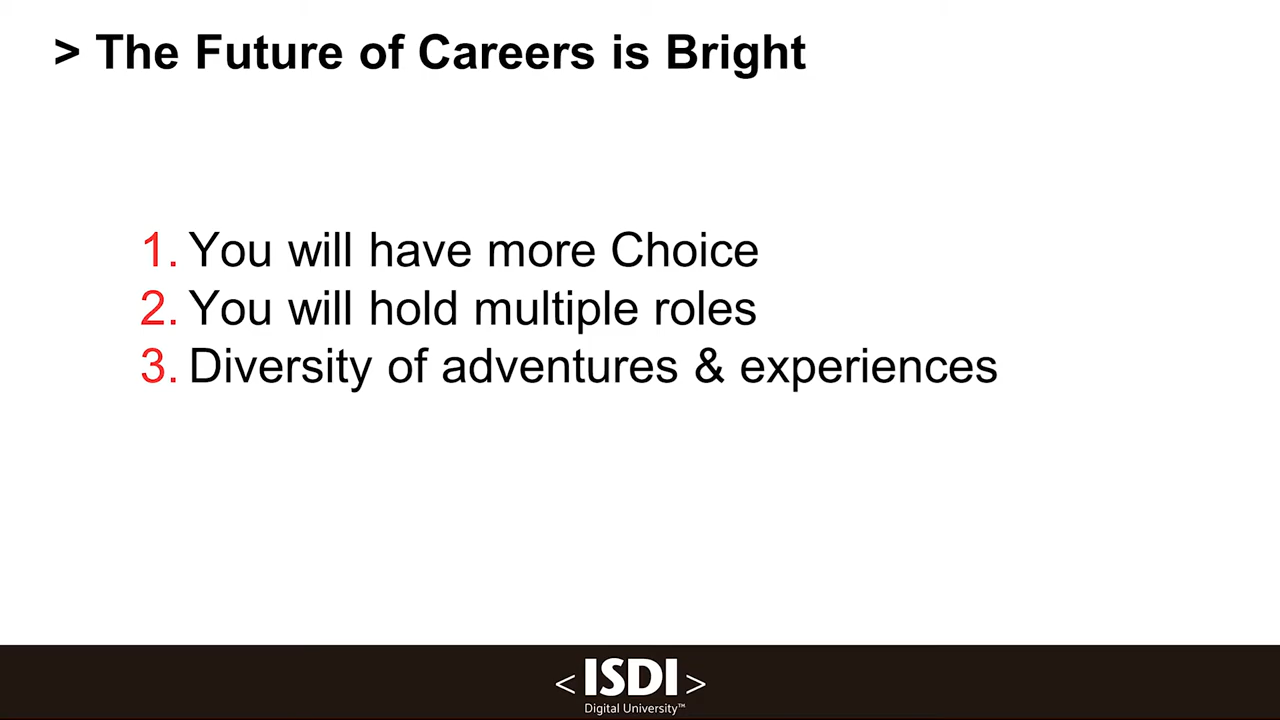 > The Future of Careers is Bright
1. You will have more Choice
2. You will hold multiple roles
3. Diversity of adventures & experiences
< ISDI >
Digital University™